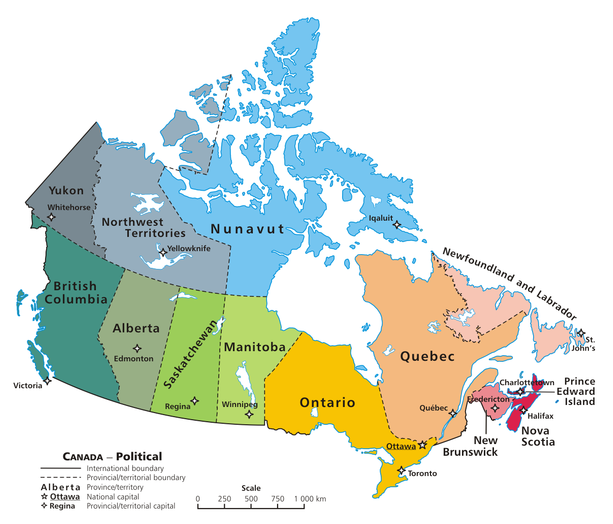 Yukon
Whitehorse
Northwest
Territories
Yellowknife
Nunavut
Iqaluit
British
Columbia
Victoria
Alberta
Edmonton
Saskatchewan
Regina
Manitoba
Winnipeg
Ontario
Toronto
Ottawa
Quebec
Québec
Newfoundland and Labrador
St.
John's
Charlottetown
Prince
Edward
Island
Fredericton
Halifax
Nova
Scotia
New
Brunswick
CANADA – Political
International boundary
Provincial/territorial boundary
Alberta Province/territory
Ottawa National capital
Regina Provincial/territorial capital
Scale
0 250 500 750 1 000 km